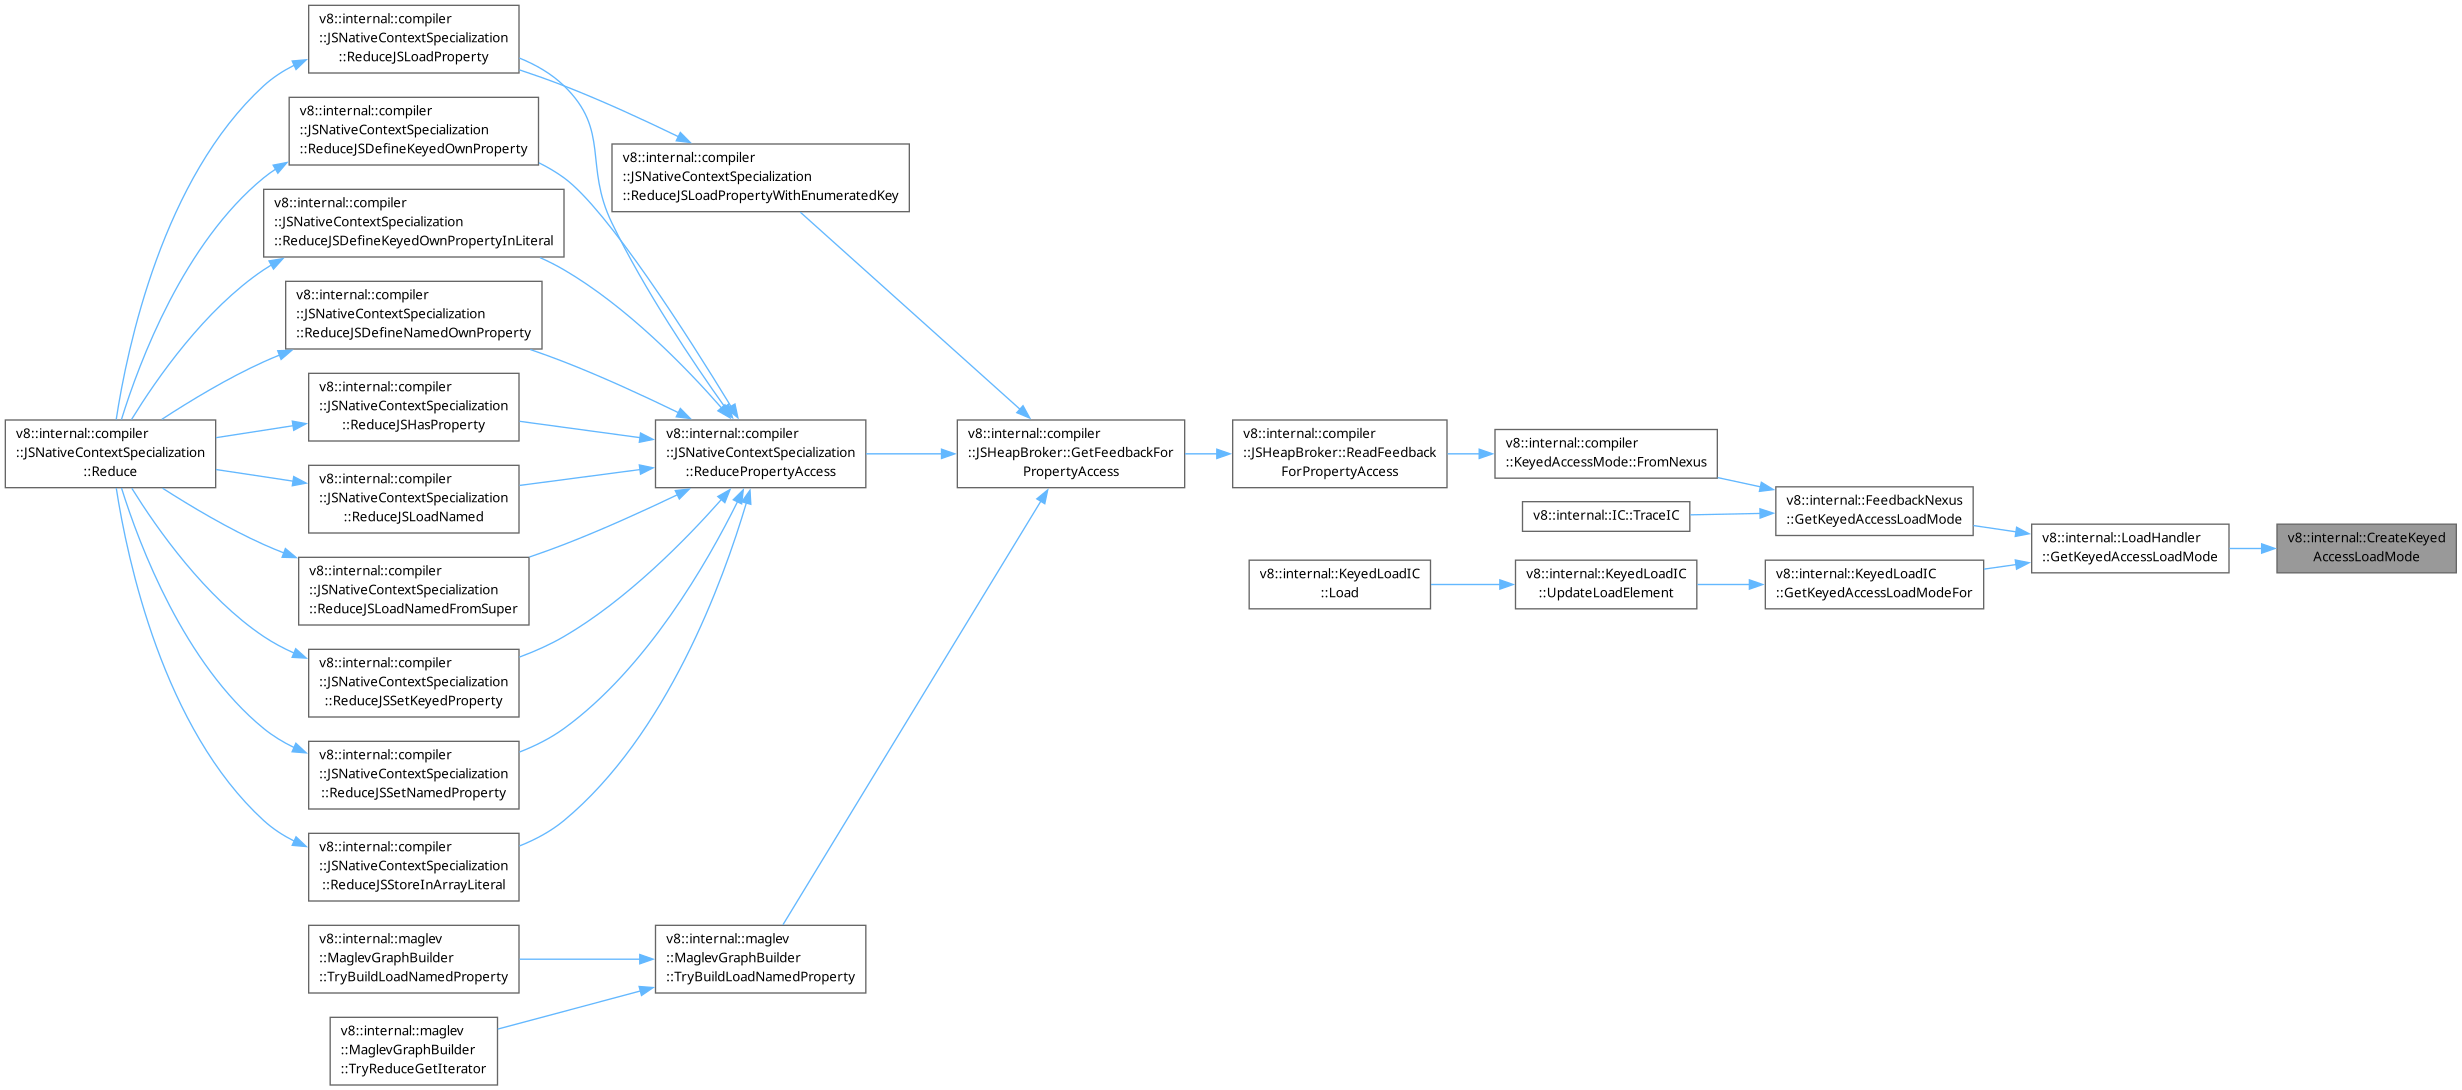 v8::internal::compiler
::JSNativeContextSpecialization
::ReduceJSLoadProperty
v8::internal::compiler
::JSNativeContextSpecialization
::ReduceJSDefineKeyedOwnProperty
v8::internal::compiler
::JSNativeContextSpecialization
::ReduceJSLoadPropertyWithEnumeratedKey
v8::internal::compiler
::JSNativeContextSpecialization
::ReduceJSDefineKeyedOwnPropertyInLiteral
v8::internal::compiler
::JSNativeContextSpecialization
::ReduceJSDefineNamedOwnProperty
v8::internal::compiler
::JSNativeContextSpecialization
::ReduceJSHasProperty
v8::internal::compiler
::JSNativeContextSpecialization
::Reduce
v8::internal::compiler
::JSNativeContextSpecialization
::ReducePropertyAccess
v8::internal::compiler
::JSHeapBroker::GetFeedbackFor
PropertyAccess
v8::internal::compiler
::JSHeapBroker::ReadFeedback
ForPropertyAccess
v8::internal::compiler
::KeyedAccessMode::FromNexus
v8::internal::compiler
::JSNativeContextSpecialization
::ReduceJSLoadNamed
v8::internal::IC::TraceIC
v8::internal::FeedbackNexus
::GetKeyedAccessLoadMode
v8::internal::LoadHandler
::GetKeyedAccessLoadMode
v8::internal::CreateKeyed
AccessLoadMode
v8::internal::KeyedLoadIC
::Load
v8::internal::KeyedLoadIC
::UpdateLoadElement
v8::internal::KeyedLoadIC
::GetKeyedAccessLoadModeFor
v8::internal::compiler
::JSNativeContextSpecialization
::ReduceJSLoadNamedFromSuper
v8::internal::compiler
::JSNativeContextSpecialization
::ReduceJSSetKeyedProperty
v8::internal::compiler
::JSNativeContextSpecialization
::ReduceJSSetNamedProperty
v8::internal::compiler
::JSNativeContextSpecialization
::ReduceJSStoreInArrayLiteral
v8::internal::maglev
::MaglevGraphBuilder
::TryBuildLoadNamedProperty
v8::internal::maglev
::MaglevGraphBuilder
::TryBuildLoadNamedProperty
v8::internal::maglev
::MaglevGraphBuilder
::TryReduceGetIterator